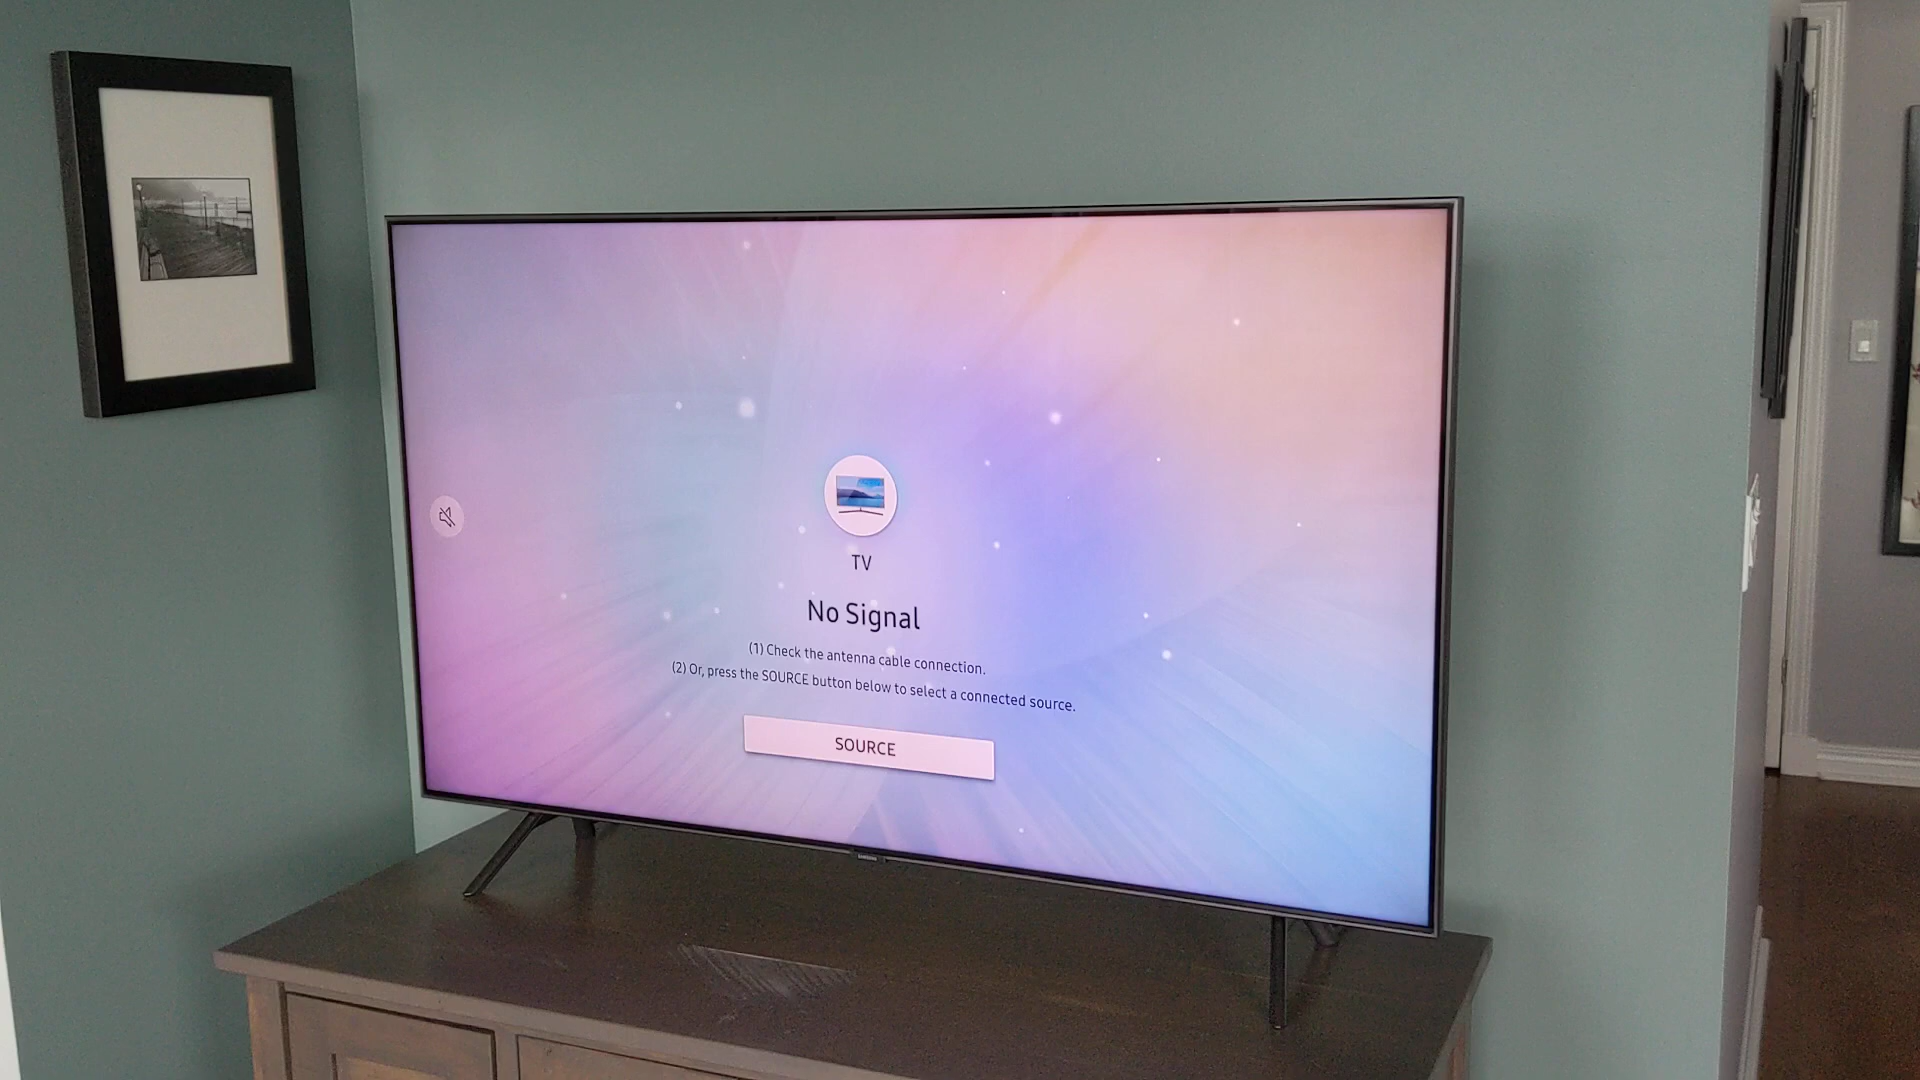 TV
No Signal
(1) Check the antenna cable connection.
(2) Or, press the SOURCE button below to select a connected source.
SOURCE